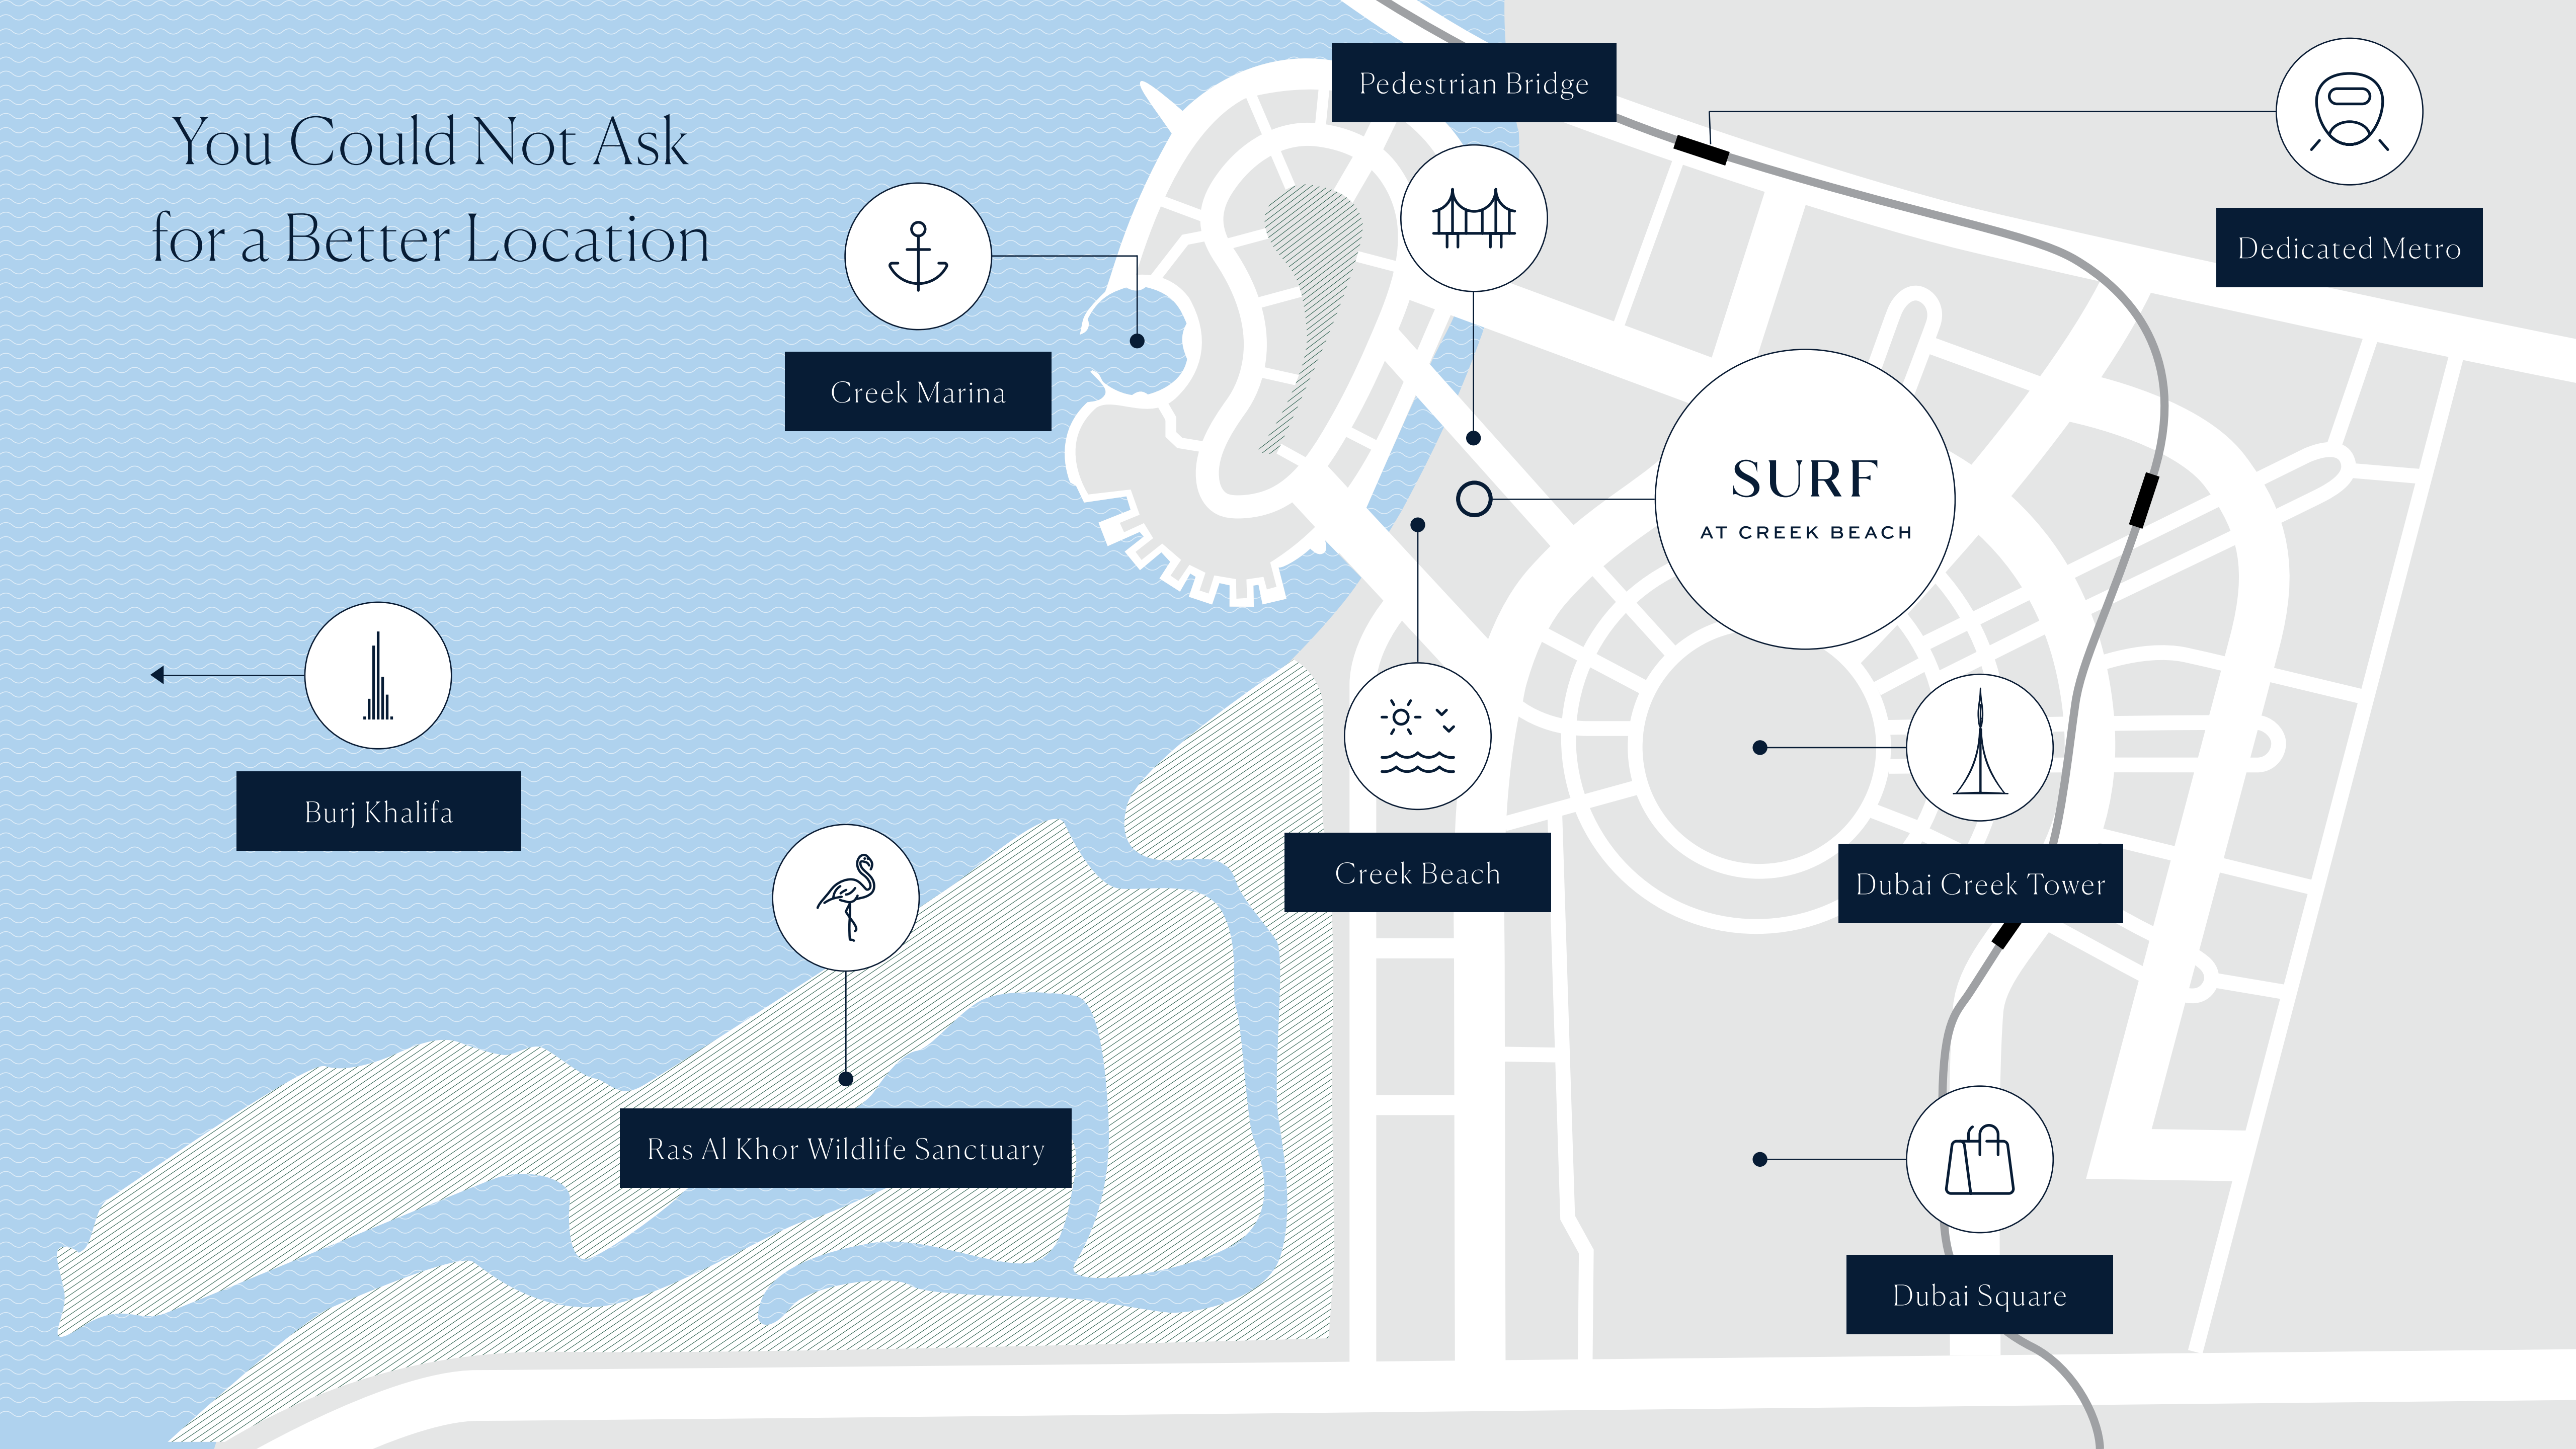 You Could Not Ask
for a Better Location
Pedestrian Bridge
Dedicated Metro
Creek Marina
SURF
AT CREEK BEACH
Burj Khalifa
Creek Beach
Dubai Creek Tower
Ras Al Khor Wildlife Sanctuary
Dubai Square